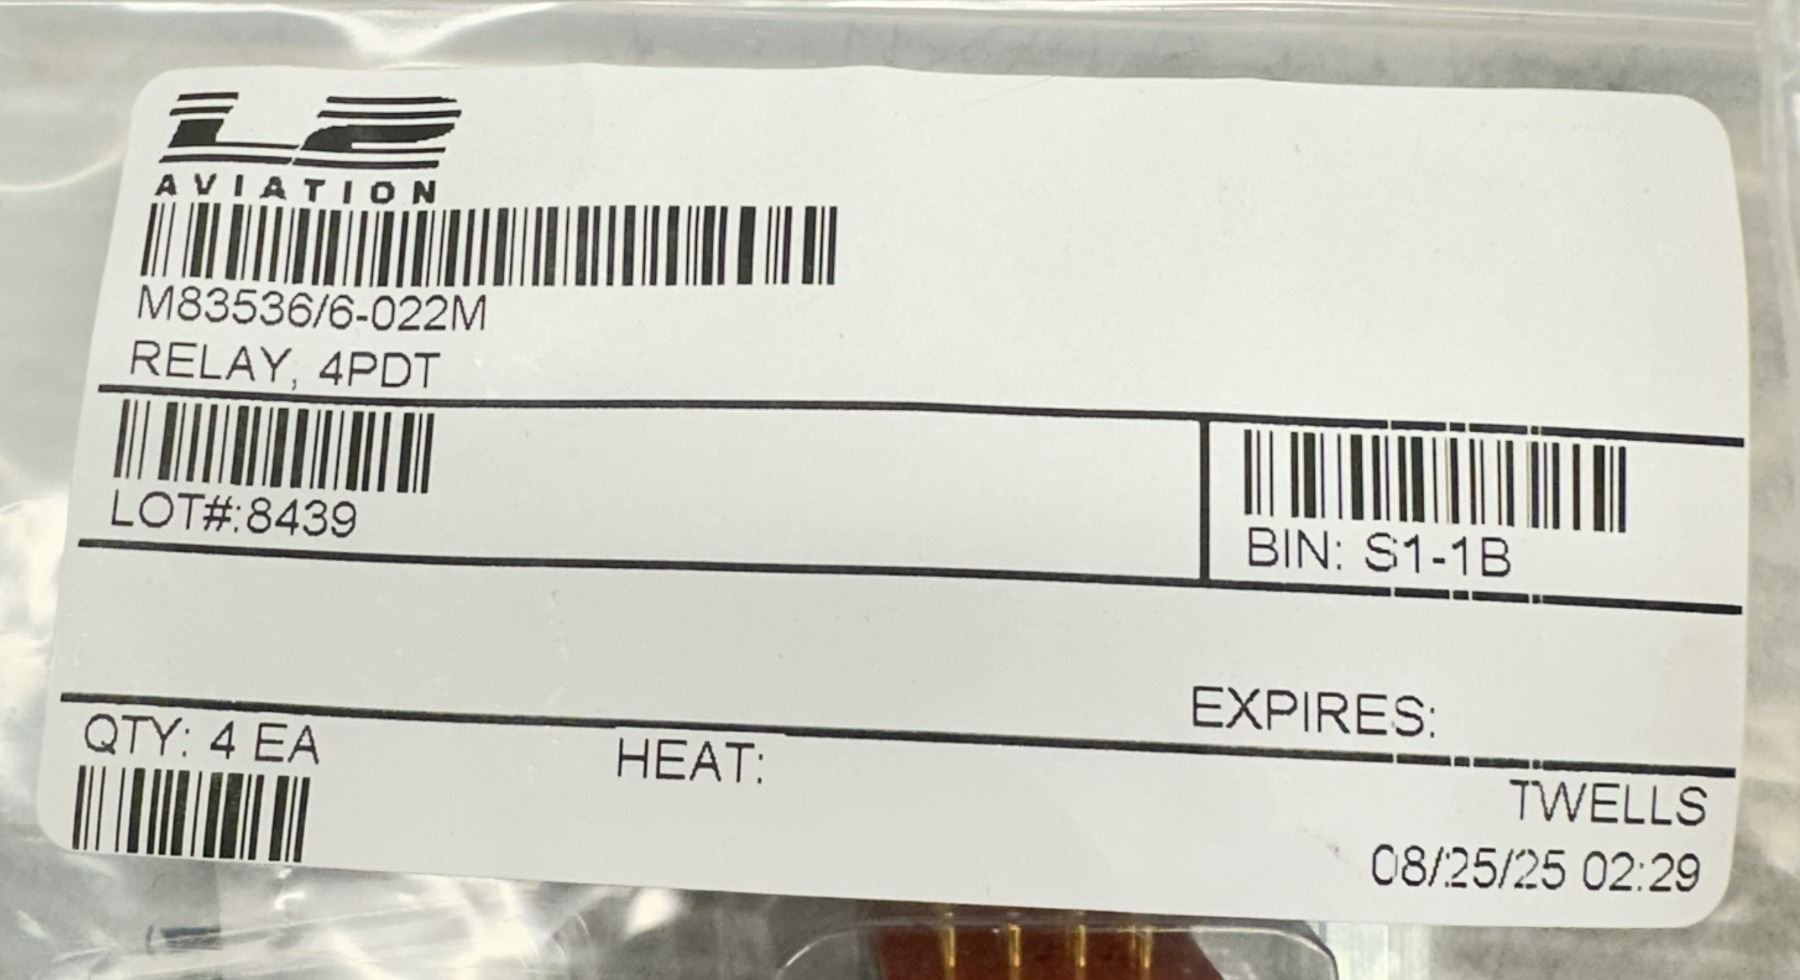 L2
AVIATION
M83536/6-022M
RELAY, 4PDT
LOT#:8439
BIN: S1-1B
EXPIRES:
QTY: 4 EA
HEAT:
TWELLS
08/25/25 02:29